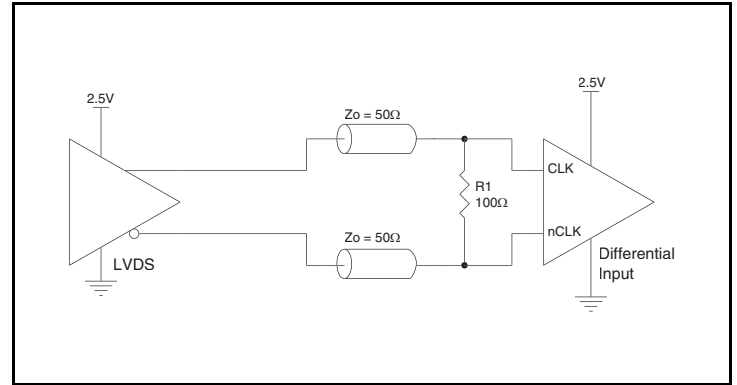 2.5V
2.5V
Zo = 50Ω
CLK
R1
100Ω
Zo = 50Ω
nCLK
LVDS
Differential
Input